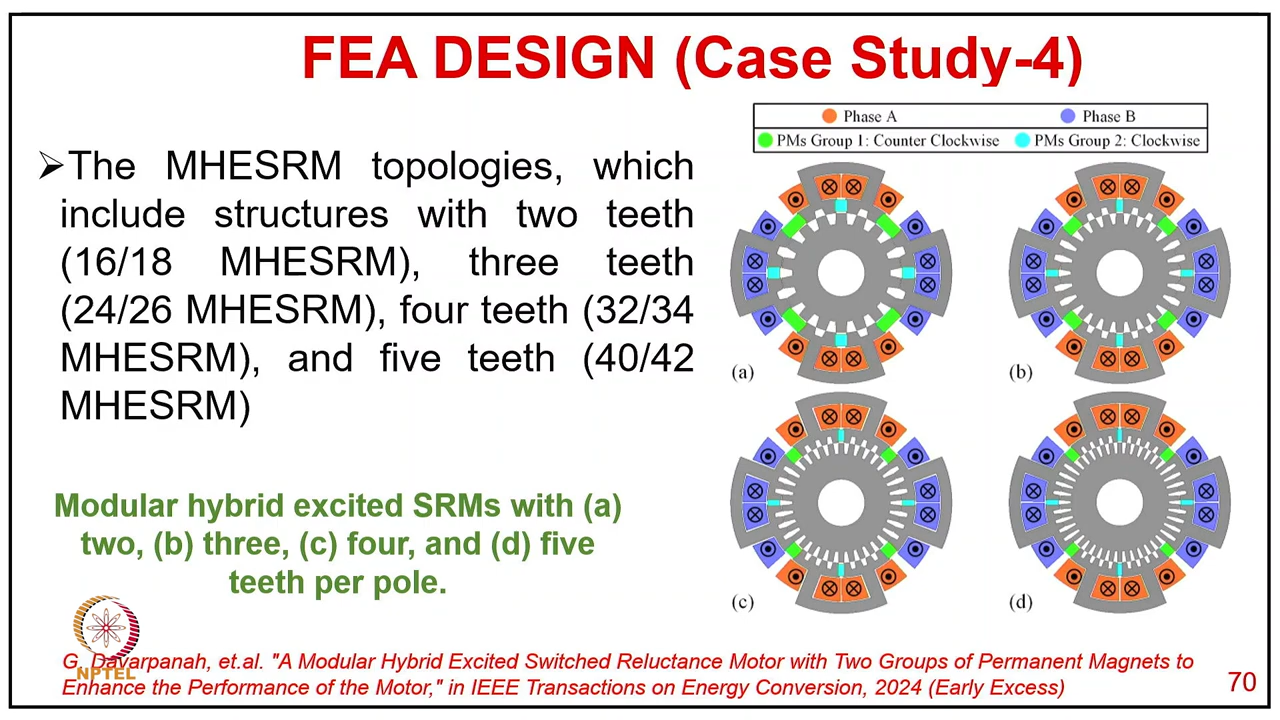 FEA DESIGN (Case Study-4)
➢The MHESRM topologies, which
include structures with two teeth
(16/18 MHESRM), three teeth
(24/26 MHESRM), four teeth (32/34
MHESRM), and five teeth (40/42
MHESRM)
Modular hybrid excited SRMs with (a)
two, (b) three, (c) four, and (d) five
teeth per pole.
Phase A
Phase B
PMs Group 1: Counter Clockwise
PMs Group 2: Clockwise
(a)
(b)
(c)
(d)
NPTEL
G. Davarpanah, et.al. "A Modular Hybrid Excited Switched Reluctance Motor with Two Groups of Permanent Magnets to
Enhance the Performance of the Motor," in IEEE Transactions on Energy Conversion, 2024 (Early Excess)
70